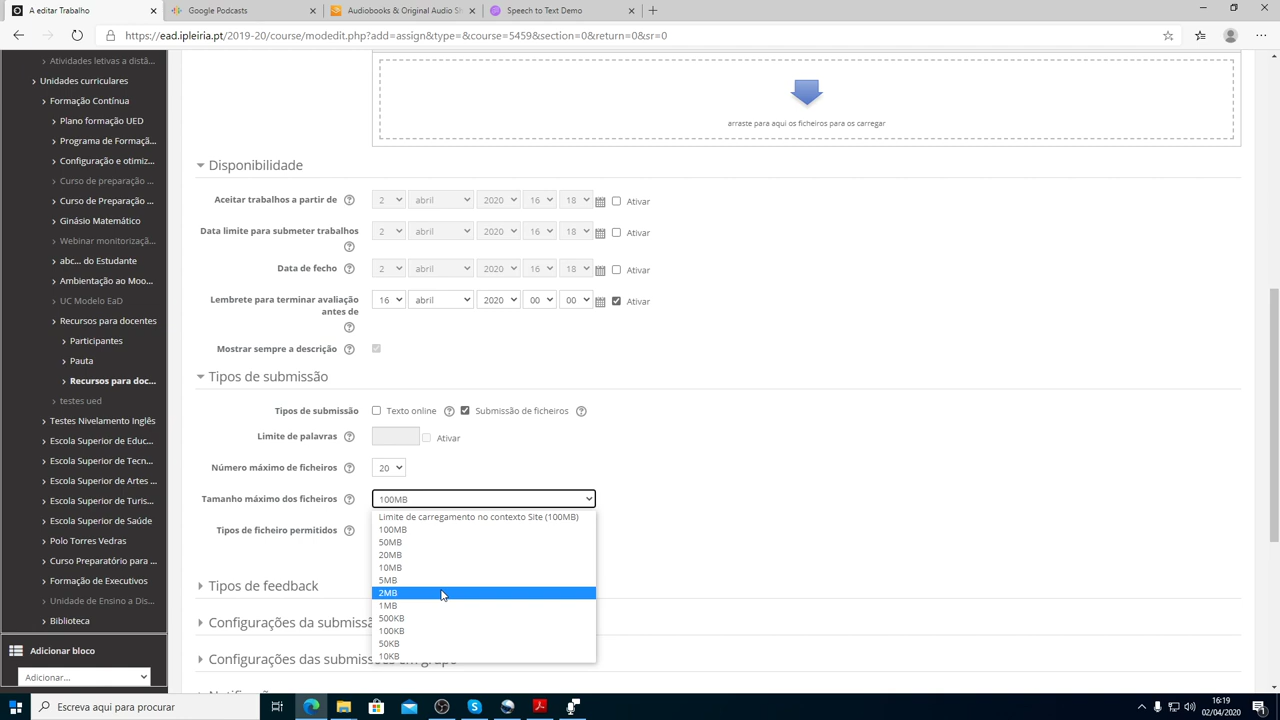 A editar Trabalho
Google Podcasts
Audiobooks & Original Audio Sh
Speech to Text Demo
https://ead.ipleiria.pt/2019-20/course/modedit.php?add=assign&type=&course=5459&section=0&return=0&sr=0
Atividades letivas a distâ...
Unidades curriculares
Formação Contínua
Plano formação UED
Programa de Formaçã...
Configuração e otimiz...
Curso de preparação ...
Curso de Preparação ...
Ginásio Matemático
Webinar monitorizaçã...
abc... do Estudante
Ambientação ao Moo...
UC Modelo EaD
Recursos para docentes
Participantes
Pauta
Recursos para doc...
testes ued
Testes Nivelamento Inglês
Escola Superior de Educ...
Escola Superior de Tecn...
Escola Superior de Artes ...
Escola Superior de Turis...
Escola Superior de Saúde
Polo Torres Vedras
Curso Preparatório para ...
Formação de Executivos
Unidade de Ensino a Dis...
Biblioteca
Adicionar bloco
Adicionar...
arraste para aqui os ficheiros para os carregar
Disponibilidade
Aceitar trabalhos a partir de 2 abril 2020 16 18 Ativar
Data limite para submeter trabalhos 2 abril 2020 16 18 Ativar
Data de fecho 2 abril 2020 16 18 Ativar
Lembrete para terminar avaliação 16 abril 2020 00 00 Ativar
antes de
Mostrar sempre a descrição
Tipos de submissão
Tipos de submissão Texto online Submissão de ficheiros
Limite de palavras Ativar
Número máximo de ficheiros 20
Tamanho máximo dos ficheiros 100MB
Limite de carregamento no contexto Site (100MB)
100MB
50MB
20MB
10MB
5MB
2MB
1MB
500KB
100KB
50KB
10KB
Tipos de ficheiro permitidos
Tipos de feedback
Configurações da submissã
Configurações das submissões em grupo
Escreva aqui para procurar
16:19
02/04/2020